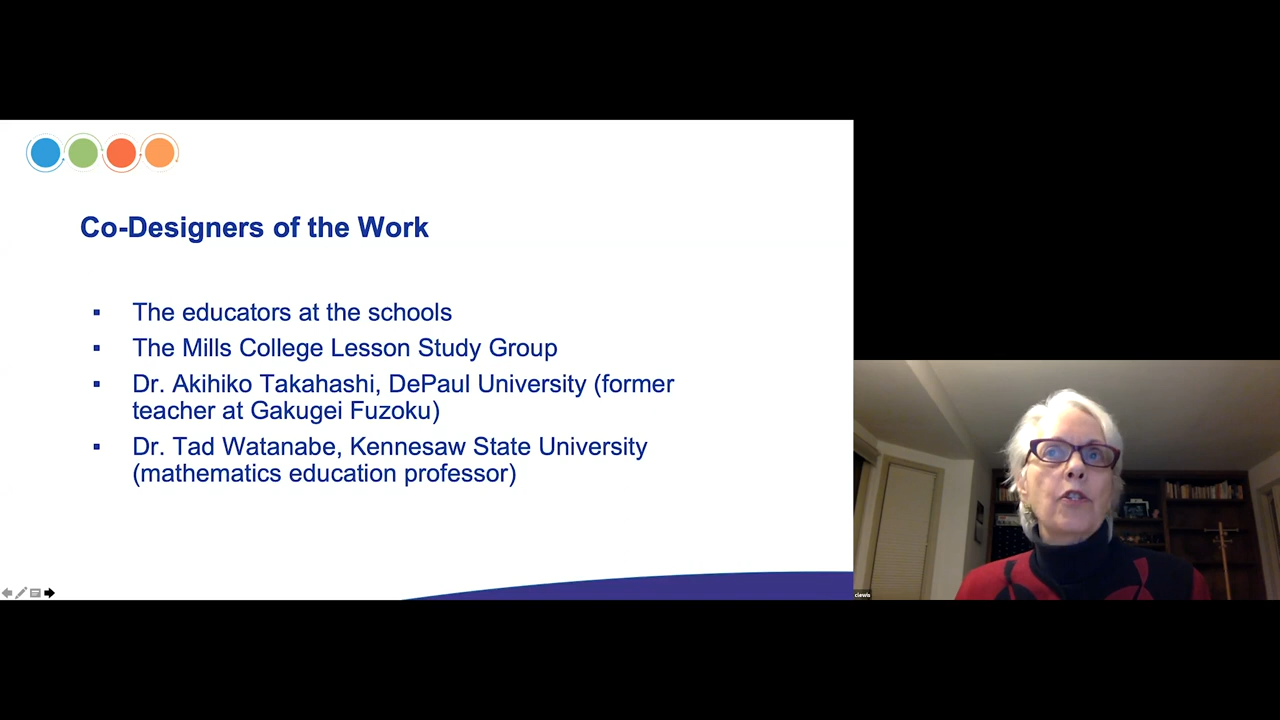 Co-Designers of the Work
▪ The educators at the schools
▪ The Mills College Lesson Study Group
▪ Dr. Akihiko Takahashi, DePaul University (former
teacher at Gakugei Fuzoku)
▪ Dr. Tad Watanabe, Kennesaw State University
(mathematics education professor)
clewis